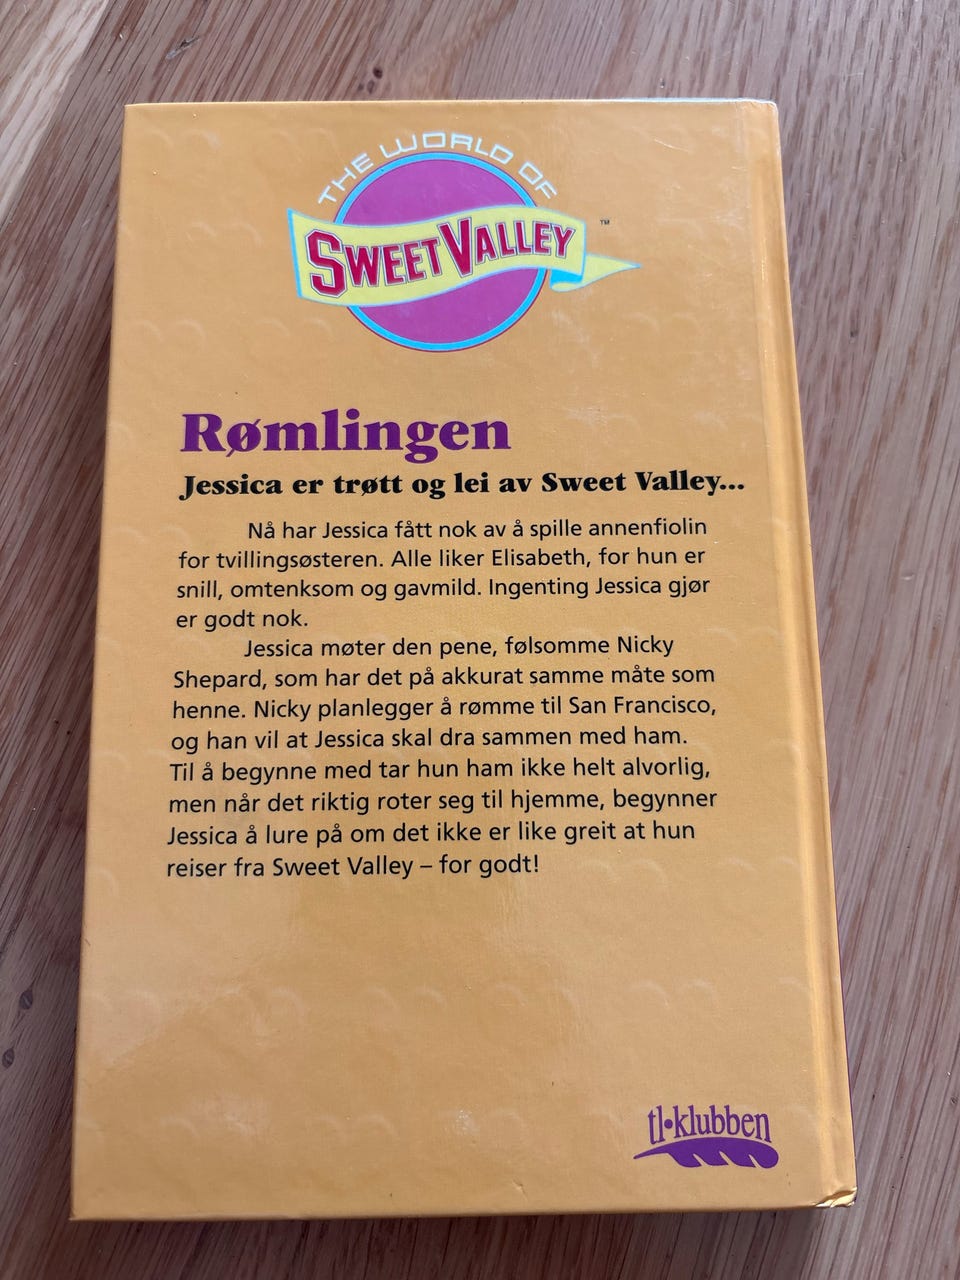 THE WORLD OF
SWEET VALLEY™
Rømlingen
Jessica er trøtt og lei av Sweet Valley...
Nå har Jessica fått nok av å spille annenfiolin
for tvillingsøsteren. Alle liker Elisabeth, for hun er
snill, omtenksom og gavmild. Ingenting Jessica gjør
er godt nok.
Jessica møter den pene, følsomme Nicky
Shepard, som har det på akkurat samme måte som
henne. Nicky planlegger å rømme til San Francisco,
og han vil at Jessica skal dra sammen med ham.
Til å begynne med tar hun ham ikke helt alvorlig,
men når det riktig roter seg til hjemme, begynner
Jessica å lure på om det ikke er like greit at hun
reiser fra Sweet Valley – for godt!
tl•klubben